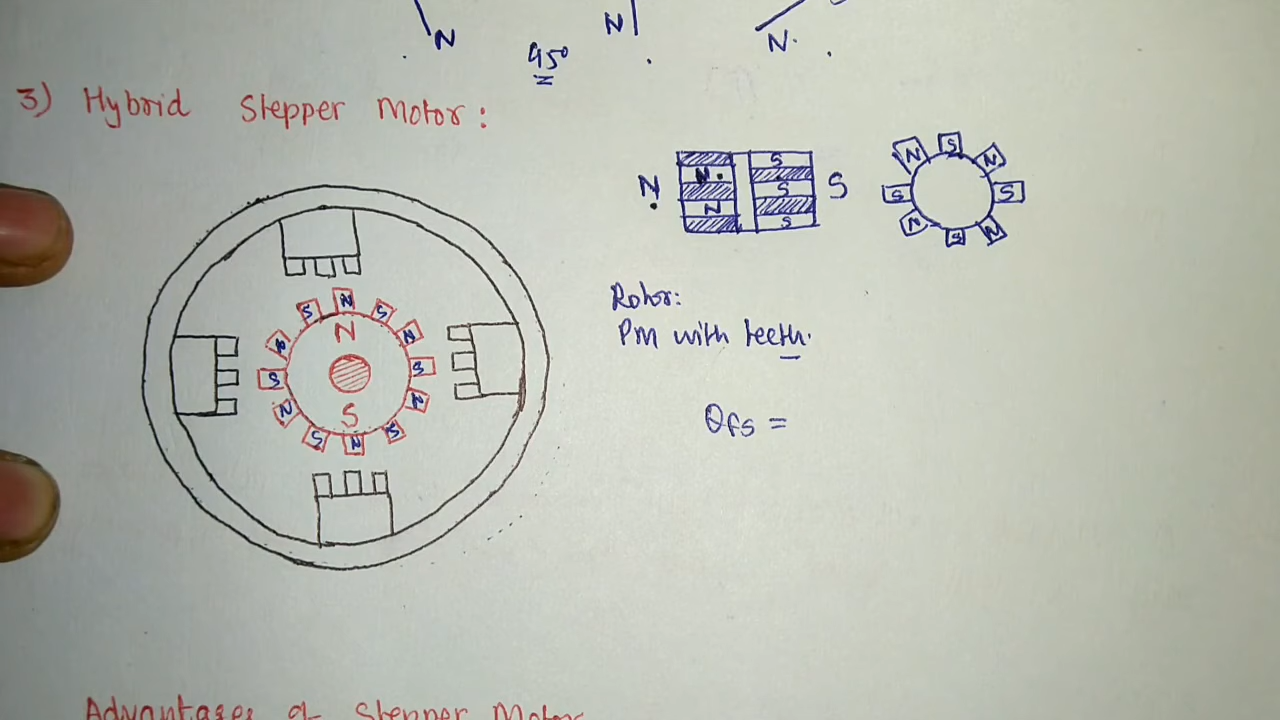 N
N
N.
45°
3) Hybrid Stepper Motor:
N
N.
N
S
S
S
S
N S N
S S
N S N
Rotor:
PM with teeth.
θfs =
S N S
N N
S S
N N
S N S
N
S
Advantages of Stepper Motor